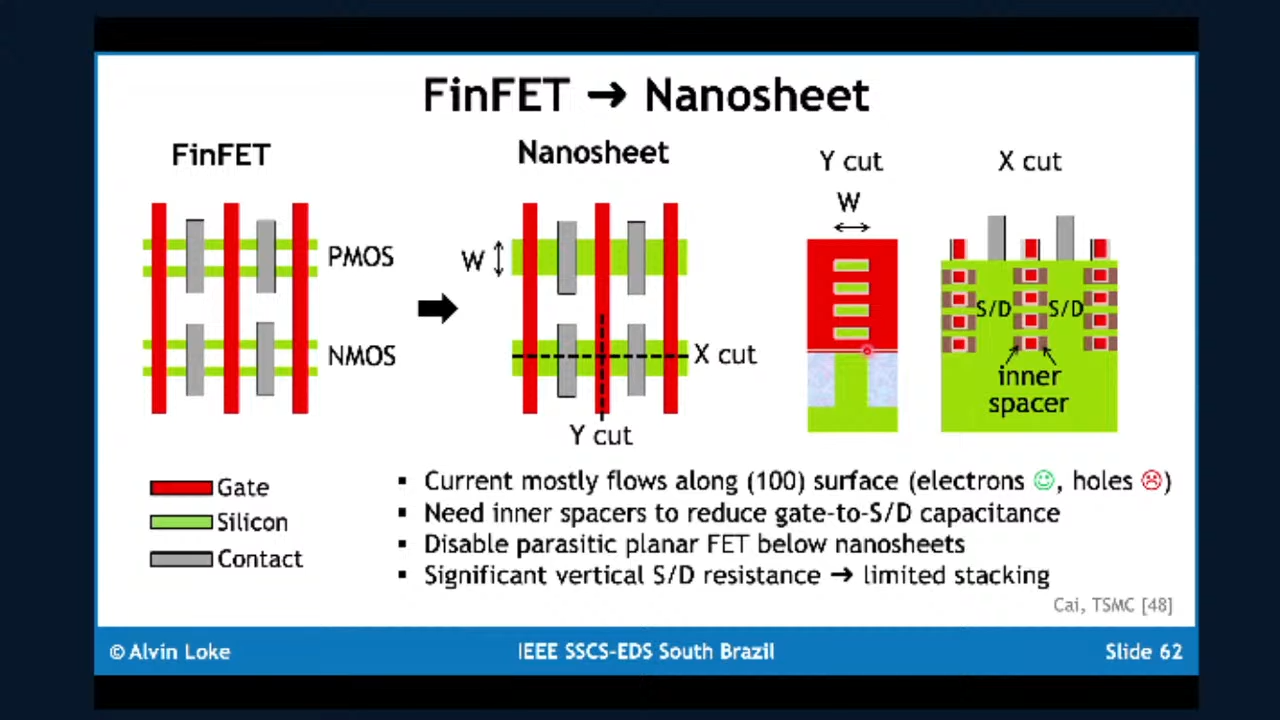 FinFET → Nanosheet
FinFET
Nanosheet
Y cut
X cut
W
PMOS
NMOS
W
X cut
Y cut
S/D
S/D
inner
spacer
Gate
Silicon
Contact
▪ Current mostly flows along (100) surface (electrons ☺, holes ☹)
▪ Need inner spacers to reduce gate-to-S/D capacitance
▪ Disable parasitic planar FET below nanosheets
▪ Significant vertical S/D resistance → limited stacking
Cai, TSMC [48]
© Alvin Loke
IEEE SSCS-EDS South Brazil
Slide 62